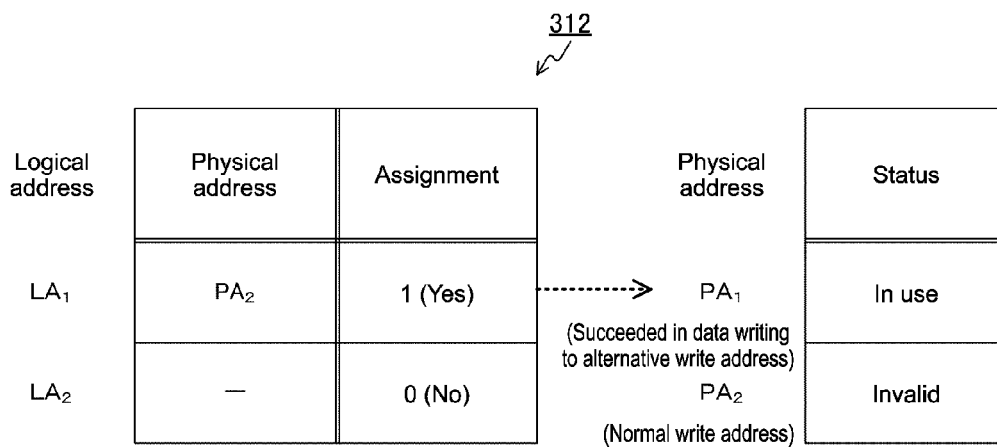 312
Logical
address
Physical
address
Assignment
Physical
address
Status
LA₁
PA₂
1 (Yes)
PA₁
In use
(Succeeded in data writing
to alternative write address)
LA₂
—
0 (No)
PA₂
Invalid
(Normal write address)